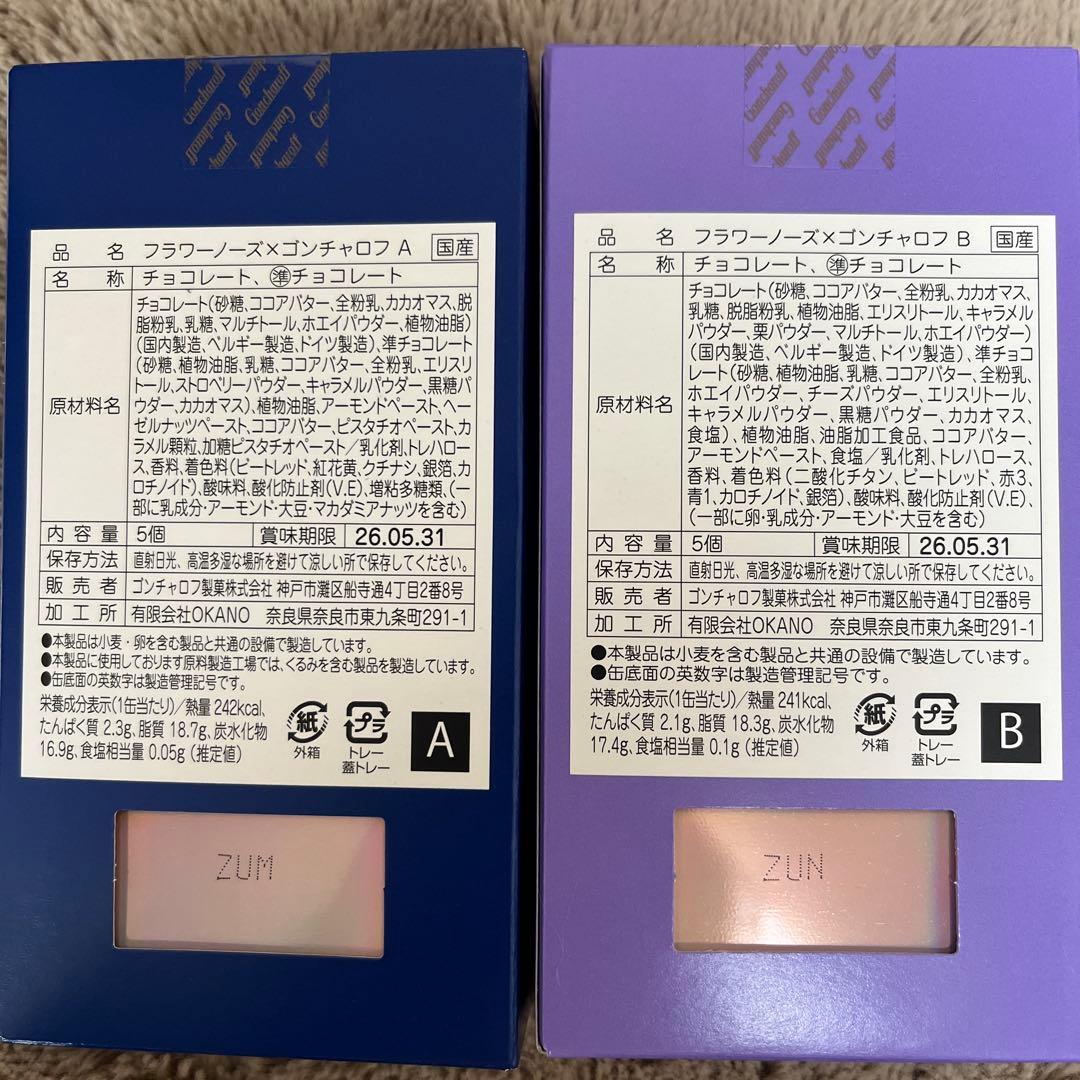 Goncharoff
Goncharoff
品名 フラワーノーズ×ゴンチャロフ A 国産
名称 チョコレート、準チョコレート
原材料名
チョコレート(砂糖、ココアバター、全粉乳、カカオマス、脱
脂粉乳、乳糖、マルチトール、ホエイパウダー、植物油脂)
(国内製造、ベルギー製造、ドイツ製造)、準チョコレート
(砂糖、植物油脂、乳糖、ココアバター、全粉乳、エリスリ
トール、ストロベリーパウダー、キャラメルパウダー、黒糖パ
ウダー、カカオマス)、植物油脂、アーモンドペースト、ヘー
ゼルナッツペースト、ココアバター、ピスタチオペースト、カ
ラメル顆粒、加糖ピスタチオペースト/乳化剤、トレハロー
ス、香料、着色料(ビートレッド、紅花黄、クチナシ、銀箔、カ
ロチノイド)、酸味料、酸化防止剤(V.E)、増粘多糖類、(一
部に乳成分・アーモンド・大豆・マカダミアナッツを含む)
内容量 5個 賞味期限 26.05.31
保存方法 直射日光、高温多湿な場所を避けて涼しい所で保存してください。
販売者 ゴンチャロフ製菓株式会社 神戸市灘区船寺通4丁目2番8号
加工所 有限会社OKANO 奈良県奈良市東九条町291-1
●本製品は小麦・卵を含む製品と共通の設備で製造しています。
●本製品に使用しております原料製造工場では、くるみを含む製品を製造しています。
●缶底面の英数字は製造管理記号です。
栄養成分表示(1缶当たり)/熱量 242kcal、
たんぱく質 2.3g、脂質 18.7g、炭水化物
16.9g、食塩相当量 0.05g (推定値)
紙
外箱
プラ
トレー
蓋トレー
A
ZUM
品名 フラワーノーズ×ゴンチャロフ B 国産
名称 チョコレート、準チョコレート
原材料名
チョコレート(砂糖、ココアバター、全粉乳、カカオマス、
乳糖、脱脂粉乳、植物油脂、エリスリトール、キャラメル
パウダー、栗パウダー、マルチトール、ホエイパウダー)
(国内製造、ベルギー製造、ドイツ製造)、準チョコ
レート(砂糖、植物油脂、乳糖、ココアバター、全粉乳、
ホエイパウダー、チーズパウダー、エリスリトール、
キャラメルパウダー、黒糖パウダー、カカオマス、
食塩)、植物油脂、油脂加工食品、ココアバター、
アーモンドペースト、食塩/乳化剤、トレハロース、
香料、着色料(二酸化チタン、ビートレッド、赤3、
青1、カロチノイド、銀箔)、酸味料、酸化防止剤(V.E)、
(一部に卵・乳成分・アーモンド・大豆を含む)
内容量 5個 賞味期限 26.05.31
保存方法 直射日光、高温多湿な場所を避けて涼しい所で保存してください。
販売者 ゴンチャロフ製菓株式会社 神戸市灘区船寺通4丁目2番8号
加工所 有限会社OKANO 奈良県奈良市東九条町291-1
●本製品は小麦を含む製品と共通の設備で製造しています。
●缶底面の英数字は製造管理記号です。
栄養成分表示(1缶当たり)/熱量 241kcal、
たんぱく質 2.1g、脂質 18.3g、炭水化物
17.4g、食塩相当量 0.1g (推定値)
紙
外箱
プラ
トレー
蓋トレー
B
ZUN